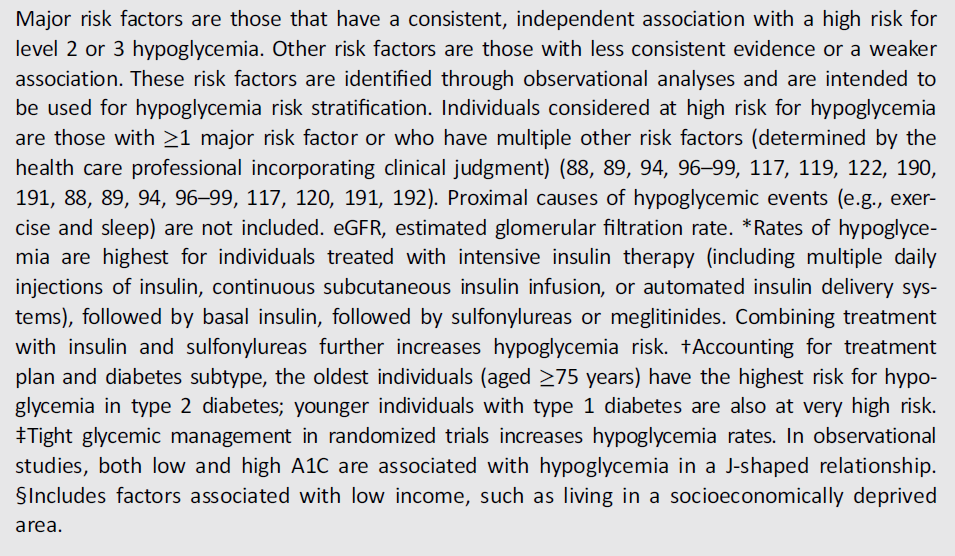 Major risk factors are those that have a consistent, independent association with a high risk for
level 2 or 3 hypoglycemia. Other risk factors are those with less consistent evidence or a weaker
association. These risk factors are identified through observational analyses and are intended to
be used for hypoglycemia risk stratification. Individuals considered at high risk for hypoglycemia
are those with ≥1 major risk factor or who have multiple other risk factors (determined by the
health care professional incorporating clinical judgment) (88, 89, 94, 96–99, 117, 119, 122, 190,
191, 88, 89, 94, 96–99, 117, 120, 191, 192). Proximal causes of hypoglycemic events (e.g., exer-
cise and sleep) are not included. eGFR, estimated glomerular filtration rate. *Rates of hypoglyce-
mia are highest for individuals treated with intensive insulin therapy (including multiple daily
injections of insulin, continuous subcutaneous insulin infusion, or automated insulin delivery sys-
tems), followed by basal insulin, followed by sulfonylureas or meglitinides. Combining treatment
with insulin and sulfonylureas further increases hypoglycemia risk. †Accounting for treatment
plan and diabetes subtype, the oldest individuals (aged ≥75 years) have the highest risk for hypo-
glycemia in type 2 diabetes; younger individuals with type 1 diabetes are also at very high risk.
‡Tight glycemic management in randomized trials increases hypoglycemia rates. In observational
studies, both low and high A1C are associated with hypoglycemia in a J-shaped relationship.
§Includes factors associated with low income, such as living in a socioeconomically deprived
area.